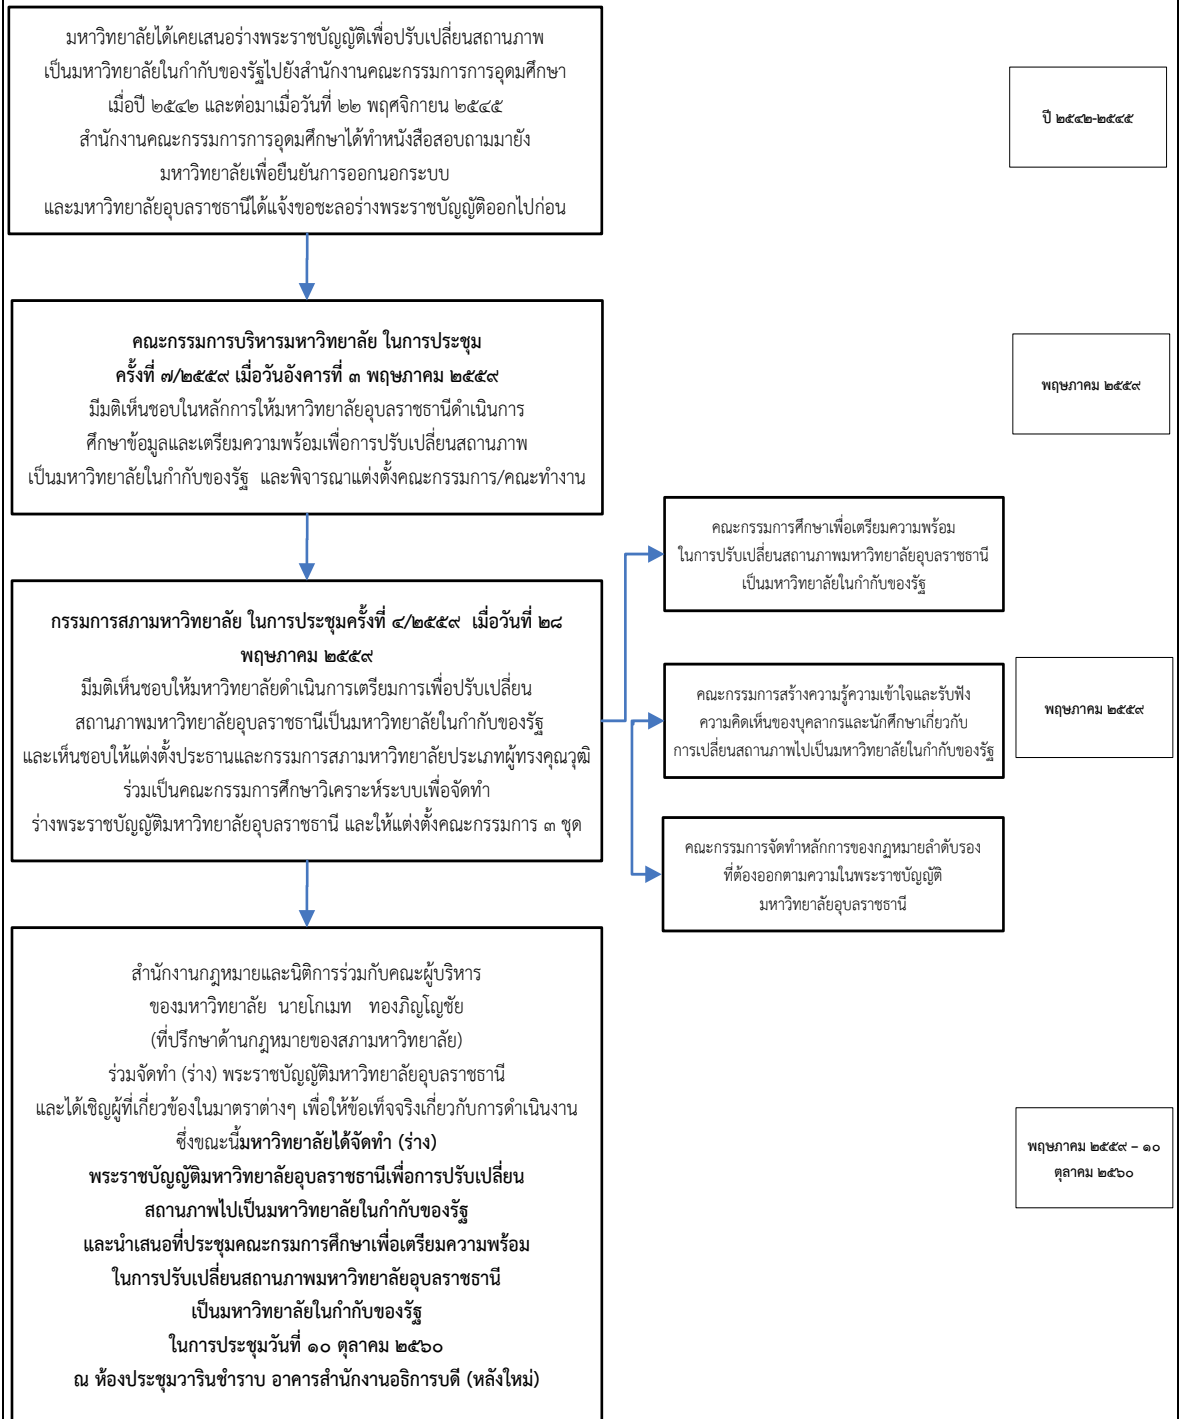 มหาวิทยาลัยได้เคยเสนอร่างพระราชบัญญัติเพื่อปรับเปลี่ยนสถานภาพ
เป็นมหาวิทยาลัยในกำกับของรัฐไปยังสำนักงานคณะกรรมการการอุดมศึกษา
เมื่อปี ๒๕๔๒ และต่อมาเมื่อวันที่ ๒๒ พฤศจิกายน ๒๕๔๕
สำนักงานคณะกรรมการการอุดมศึกษาได้ทำหนังสือสอบถามมายัง
มหาวิทยาลัยเพื่อยืนยันการออกนอกระบบ
และมหาวิทยาลัยอุบลราชธานีได้แจ้งขอชะลอร่างพระราชบัญญัติออกไปก่อน
ปี ๒๕๔๒-๒๕๔๕
คณะกรรมการบริหารมหาวิทยาลัย ในการประชุม
ครั้งที่ ๗/๒๕๕๙ เมื่อวันอังคารที่ ๓ พฤษภาคม ๒๕๕๙
มีมติเห็นชอบในหลักการให้มหาวิทยาลัยอุบลราชธานีดำเนินการ
ศึกษาข้อมูลและเตรียมความพร้อมเพื่อการปรับเปลี่ยนสถานภาพ
เป็นมหาวิทยาลัยในกำกับของรัฐ และพิจารณาแต่งตั้งคณะกรรมการ/คณะทำงาน
พฤษภาคม ๒๕๕๙
กรรมการสภามหาวิทยาลัย ในการประชุมครั้งที่ ๔/๒๕๕๙ เมื่อวันที่ ๒๘
พฤษภาคม ๒๕๕๙
มีมติเห็นชอบให้มหาวิทยาลัยดำเนินการเตรียมการเพื่อปรับเปลี่ยน
สถานภาพมหาวิทยาลัยอุบลราชธานีเป็นมหาวิทยาลัยในกำกับของรัฐ
และเห็นชอบให้แต่งตั้งประธานและกรรมการสภามหาวิทยาลัยประเภทผู้ทรงคุณวุฒิ
ร่วมเป็นคณะกรรมการศึกษาวิเคราะห์ระบบเพื่อจัดทำ
ร่างพระราชบัญญัติมหาวิทยาลัยอุบลราชธานี และให้แต่งตั้งคณะกรรมการ ๓ ชุด
คณะกรรมการศึกษาเพื่อเตรียมความพร้อม
ในการปรับเปลี่ยนสถานภาพมหาวิทยาลัยอุบลราชธานี
เป็นมหาวิทยาลัยในกำกับของรัฐ
คณะกรรมการสร้างความรู้ความเข้าใจและรับฟัง
ความคิดเห็นของบุคลากรและนักศึกษาเกี่ยวกับ
การเปลี่ยนสถานภาพไปเป็นมหาวิทยาลัยในกำกับของรัฐ
พฤษภาคม ๒๕๕๙
คณะกรรมการจัดทำหลักการของกฎหมายลำดับรอง
ที่ต้องออกตามความในพระราชบัญญัติ
มหาวิทยาลัยอุบลราชธานี
สำนักงานกฎหมายและนิติการร่วมกับคณะผู้บริหาร
ของมหาวิทยาลัย นายโกเมท ทองภิญโญชัย
(ที่ปรึกษาด้านกฎหมายของสภามหาวิทยาลัย)
ร่วมจัดทำ (ร่าง) พระราชบัญญัติมหาวิทยาลัยอุบลราชธานี
และได้เชิญผู้ที่เกี่ยวข้องในมาตราต่างๆ เพื่อให้ข้อเท็จจริงเกี่ยวกับการดำเนินงาน
ซึ่งขณะนี้มหาวิทยาลัยได้จัดทำ (ร่าง)
พระราชบัญญัติมหาวิทยาลัยอุบลราชธานีเพื่อการปรับเปลี่ยน
สถานภาพไปเป็นมหาวิทยาลัยในกำกับของรัฐ
และนำเสนอที่ประชุมคณะกรมการศึกษาเพื่อเตรียมความพร้อม
ในการปรับเปลี่ยนสถานภาพมหาวิทยาลัยอุบลราชธานี
เป็นมหาวิทยาลัยในกำกับของรัฐ
ในการประชุมวันที่ ๑๐ ตุลาคม ๒๕๖๐
ณ ห้องประชุมวารินชำราบ อาคารสำนักงานอธิการบดี (หลังใหม่)
พฤษภาคม ๒๕๕๙ – ๑๐
ตุลาคม ๒๕๖๐